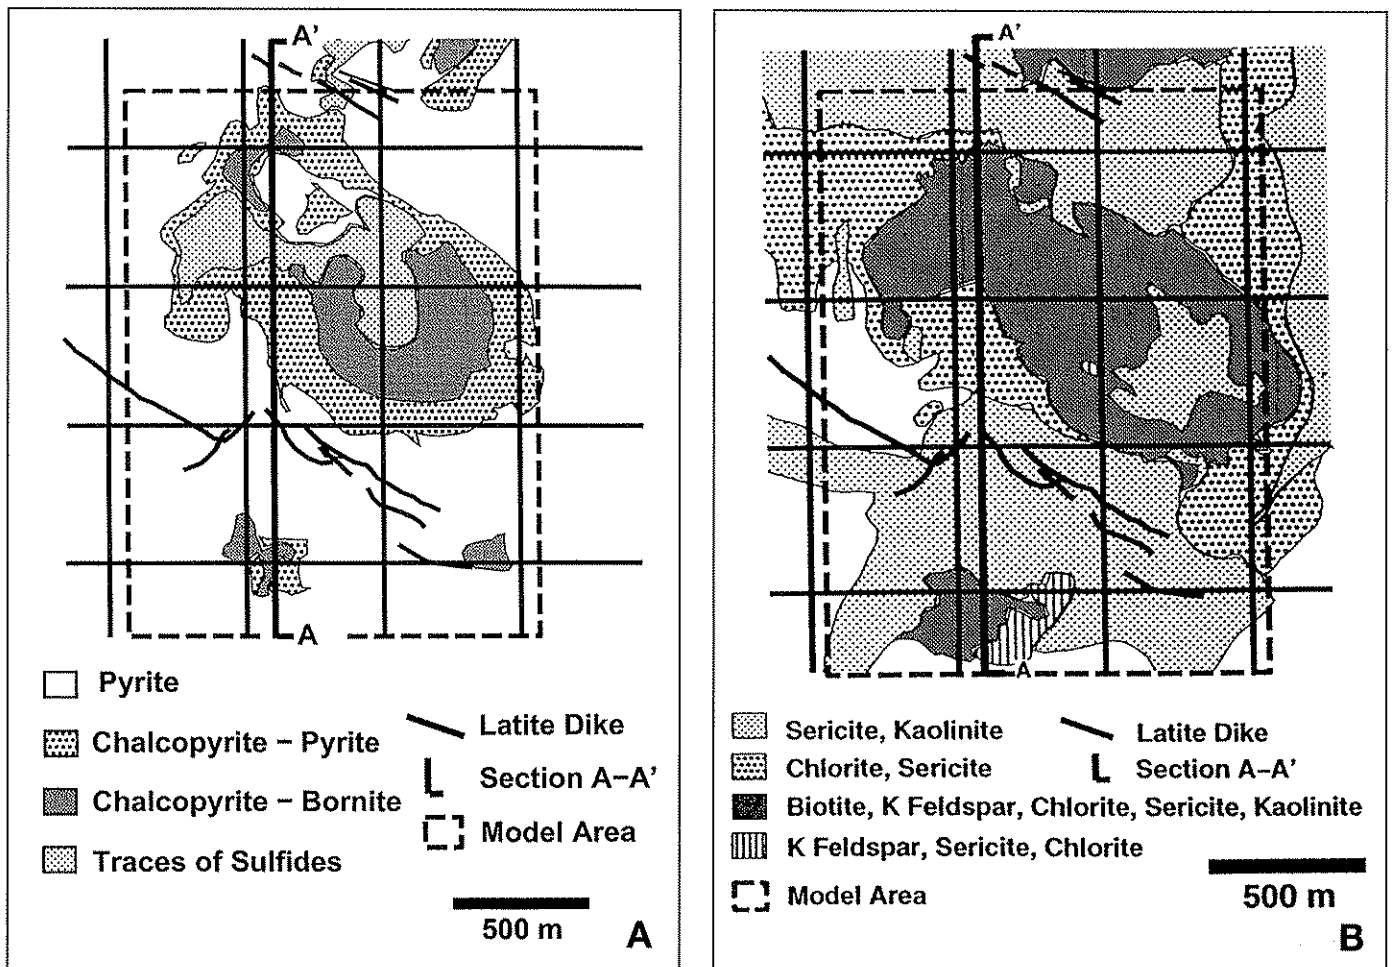 A'
A
Pyrite
Chalcopyrite – Pyrite
Chalcopyrite – Bornite
Traces of Sulfides
Latite Dike
Section A–A'
Model Area
500 m
A
A'
A
Sericite, Kaolinite
Chlorite, Sericite
Biotite, K Feldspar, Chlorite, Sericite, Kaolinite
K Feldspar, Sericite, Chlorite
Model Area
Latite Dike
Section A–A'
500 m
B